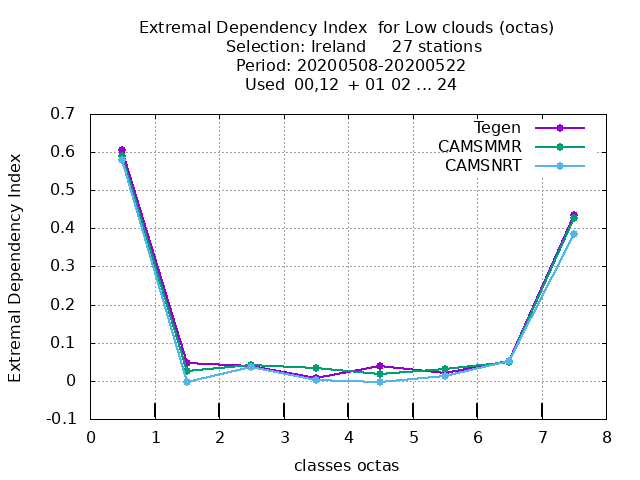 Extremal Dependency Index  for Low clouds (octas)
Selection: Ireland     27 stations
Period: 20200508-20200522
Used  00,12  + 01 02 ... 24
Extremal Dependency Index
0.7
0.6
0.5
0.4
0.3
0.2
0.1
0
-0.1
Tegen
CAMSMMR
CAMSNRT
0 1 2 3 4 5 6 7 8
classes octas